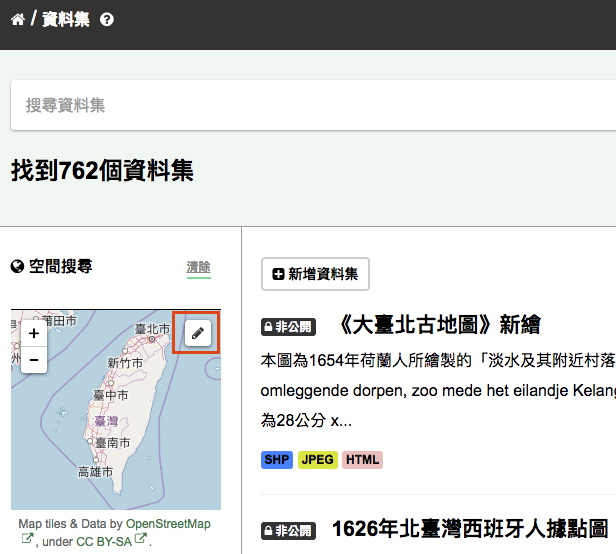 / 資料集
搜尋資料集
找到762個資料集
空間搜尋 清除
新增資料集
非公開 《大臺北古地圖》新繪
本圖為1654年荷蘭人所繪製的「淡水及其附近村落
omleggende dorpen, zoo mede het eilandje Kelang
為28公分 x...
SHP JPEG HTML
莆田市
臺北市
+
州
新竹市
−
臺中市
臺灣
臺南市
高雄市
Map tiles & Data by OpenStreetMap
, under CC BY-SA .
非公開 1626年北臺灣西班牙人據點圖